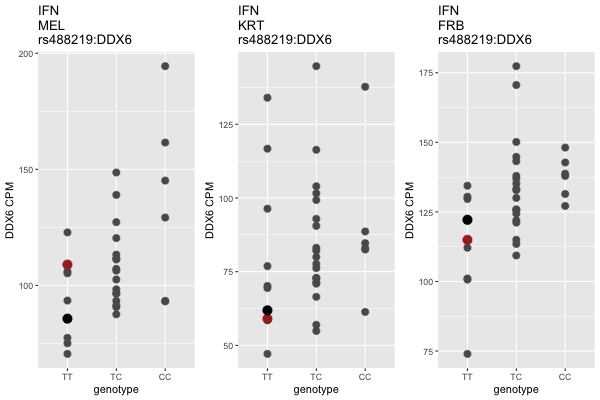 IFN
MEL
rs488219:DDX6
200
150
100
DDX6 CPM
TT
TC
CC
genotype
IFN
KRT
rs488219:DDX6
125
100
75
50
DDX6 CPM
TT
TC
CC
genotype
IFN
FRB
rs488219:DDX6
175
150
125
100
75
DDX6 CPM
TT
TC
CC
genotype